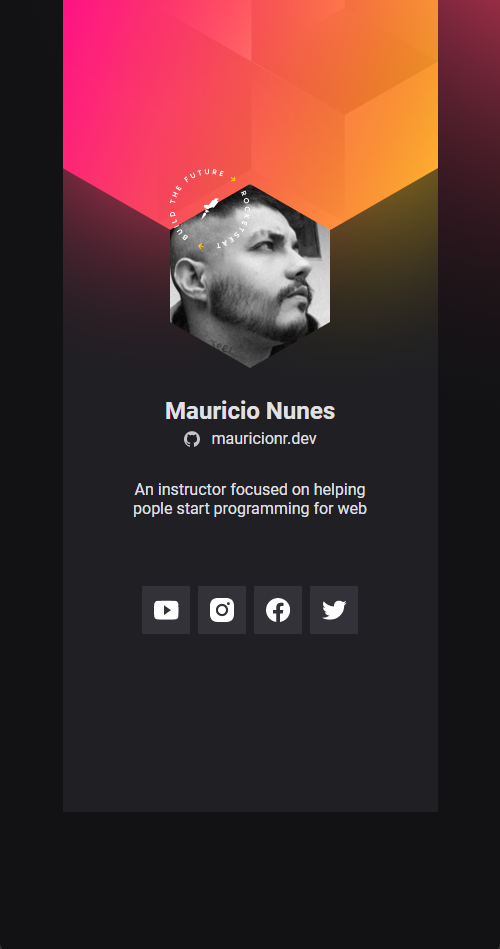 BUILD THE FUTURE → ROCKETSEAT →
Mauricio Nunes
mauricionr.dev
An instructor focused on helping
pople start programming for web